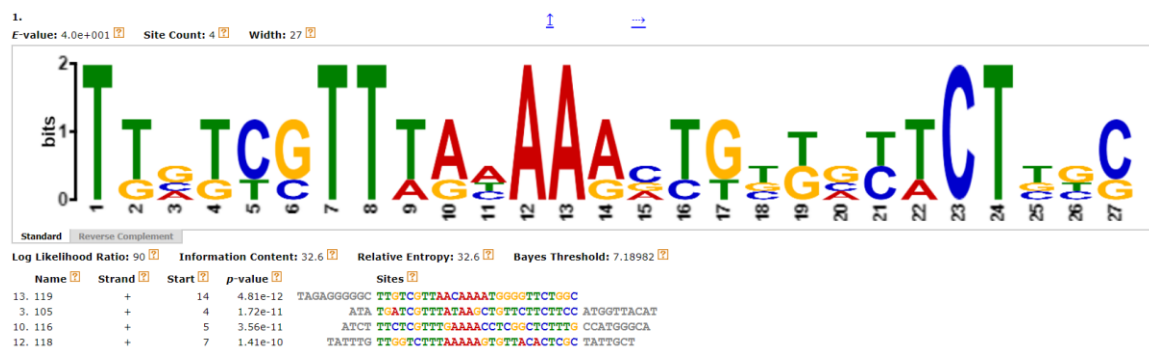 1.
↥ ⇢
E-value: 4.0e+001 ? Site Count: 4 ? Width: 27 ?
2
bits
1
0
1 2 3 4 5 6 7 8 9 10 11 12 13 14 15 16 17 18 19 20 21 22 23 24 25 26 27
Standard Reverse Complement
Log Likelihood Ratio: 90 ? Information Content: 32.6 ? Relative Entropy: 32.6 ? Bayes Threshold: 7.18982 ?
Name ? Strand ? Start ? p-value ? Sites ?
13. 119 + 14 4.81e-12 TAGAGGGGGC TTGTCGTTAACAAAATGGGGTTCTGGC
3. 105 + 4 1.72e-11 ATA TGATCGTTTATAAGCTGTTCTTCTTCC ATGGTTACAT
10. 116 + 5 3.56e-11 ATCT TTCTCGTTTGAAAACCTCGGCTCTTTG CCATGGGCA
12. 118 + 7 1.41e-10 TATTTG TTGGTCTTTAAAAAGTGTTACACTCGC TATTGCT